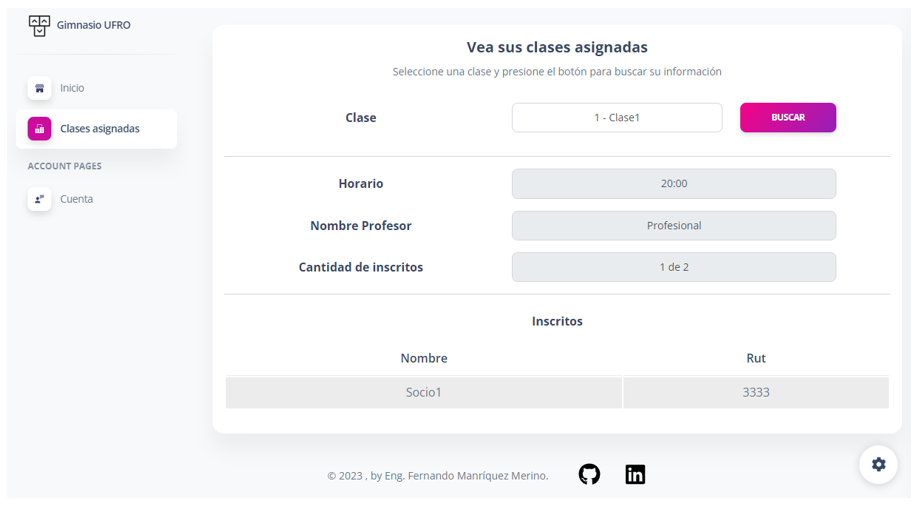 Gimnasio UFRO
Inicio
Clases asignadas
ACCOUNT PAGES
Cuenta
Vea sus clases asignadas
Seleccione una clase y presione el botón para buscar su información
Clase
1 - Clase1
BUSCAR
Horario
20:00
Nombre Profesor
Profesional
Cantidad de inscritos
1 de 2
Inscritos
Nombre
Rut
Socio1
3333
© 2023 , by Eng. Fernando Manríquez Merino.